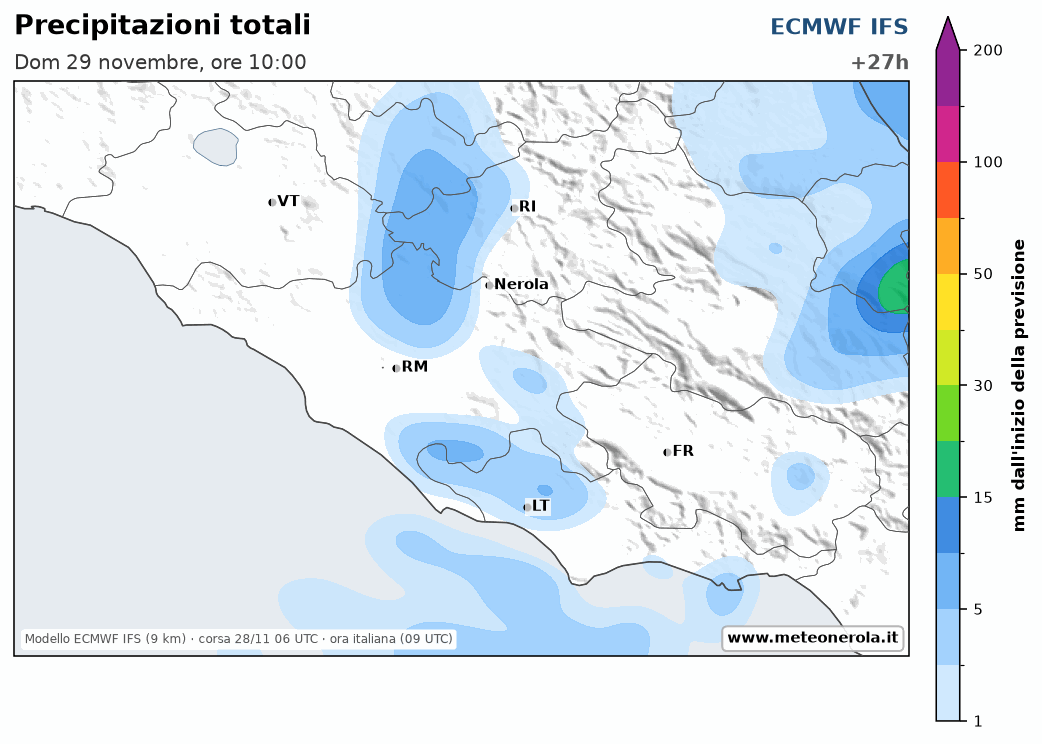 Precipitazioni totali
ECMWF IFS
Dom 29 novembre, ore 10:00
+27h
VT
RI
Nerola
RM
FR
LT
Modello ECMWF IFS (9 km) · corsa 28/11 06 UTC · ora italiana (09 UTC)
www.meteonerola.it
200
100
50
30
15
5
1
mm dall'inizio della previsione